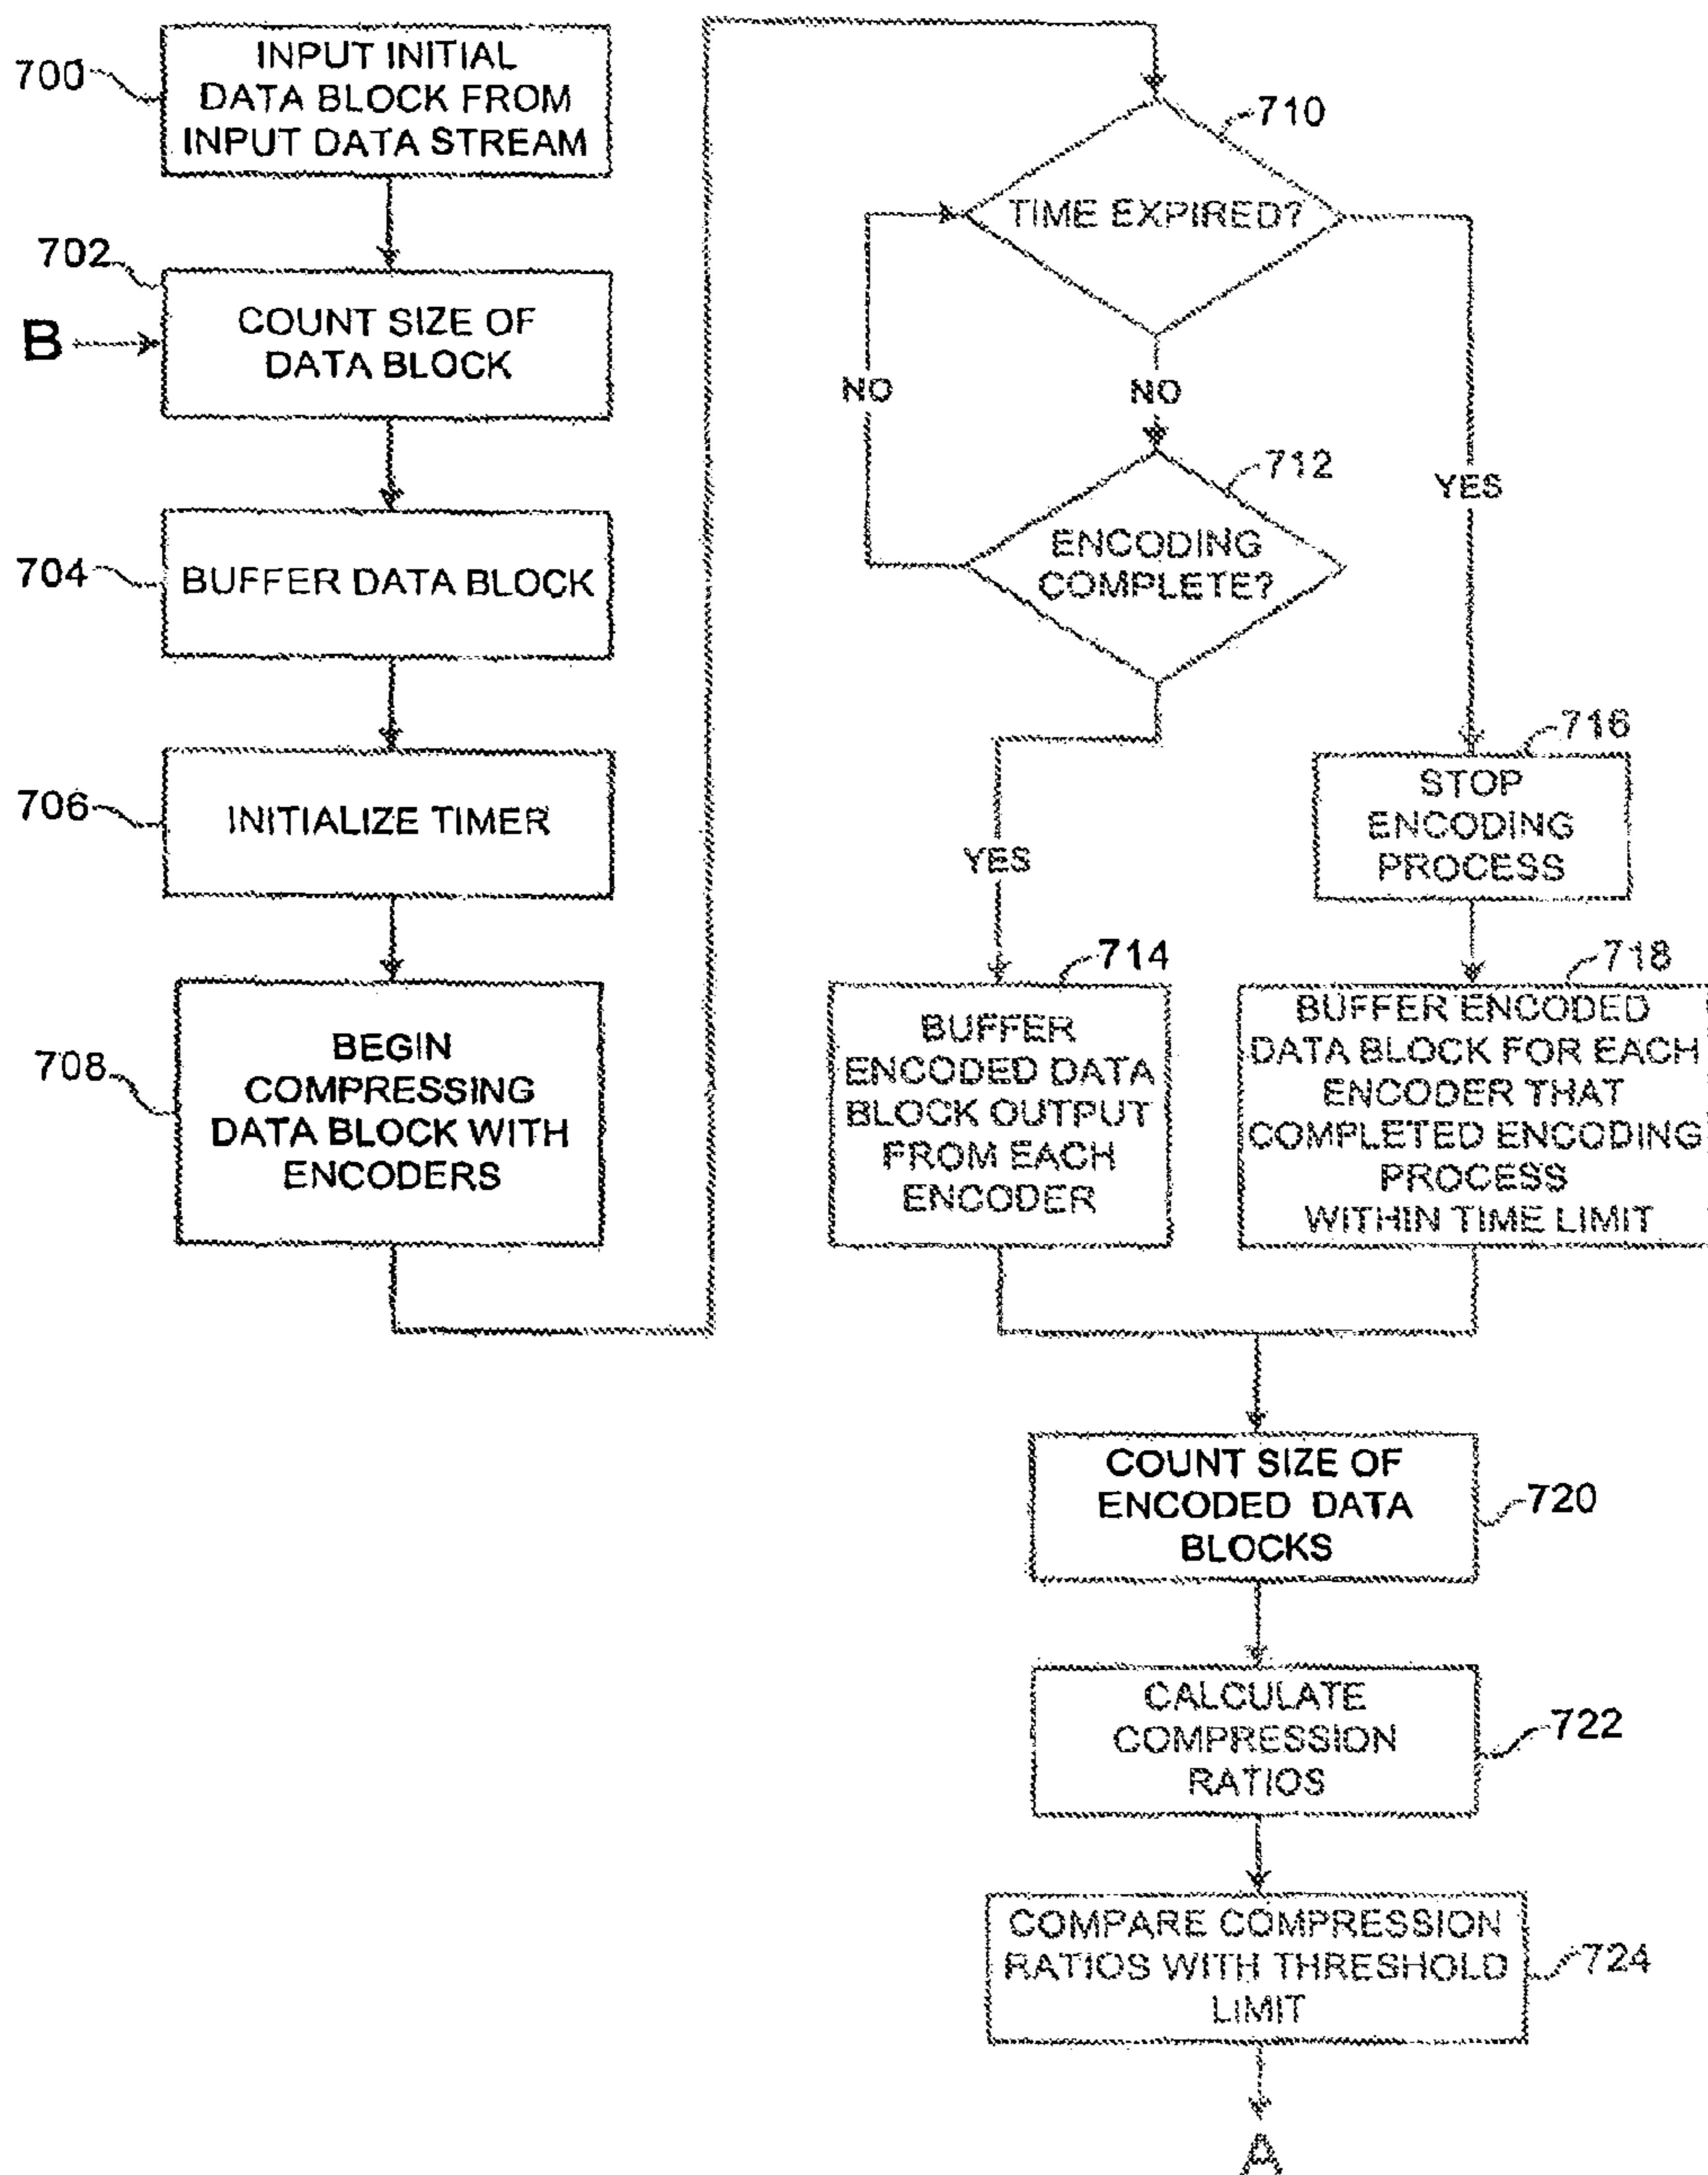 700
INPUT INITIAL
DATA BLOCK FROM
INPUT DATA STREAM
702
B
COUNT SIZE OF
DATA BLOCK
704
BUFFER DATA BLOCK
706
INITIALIZE TIMER
708
BEGIN
COMPRESSING
DATA BLOCK WITH
ENCODERS
710
TIME EXPIRED?
NO
NO
YES
712
ENCODING
COMPLETE?
YES
716
STOP
ENCODING
PROCESS
714
BUFFER
ENCODED DATA
BLOCK OUTPUT
FROM EACH
ENCODER
718
BUFFER ENCODED
DATA BLOCK FOR EACH
ENCODER THAT
COMPLETED ENCODING
PROCESS
WITHIN TIME LIMIT
COUNT SIZE OF
ENCODED DATA
BLOCKS
720
CALCULATE
COMPRESSION
RATIOS
722
COMPARE COMPRESSION
RATIOS WITH THRESHOLD
LIMIT
724
A